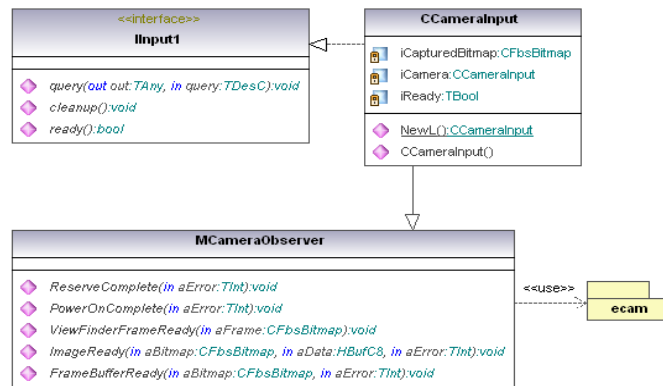 <<interface>>
IInput1
query(out out:TAny, in query:TDesC):void
cleanup():void
ready():bool
CCameraInput
iCapturedBitmap:CFbsBitmap
iCamera:CCameraInput
iReady:TBool
NewL():CCameraInput
CCameraInput()
MCameraObserver
ReserveComplete(in aError:TInt):void
PowerOnComplete(in aError:TInt):void
ViewFinderFrameReady(in aFrame:CFbsBitmap):void
ImageReady(in aBitmap:CFbsBitmap, in aData:HBufC8, in aError:TInt):void
FrameBufferReady(in aBitmap:CFbsBitmap, in aError:TInt):void
<<use>>
ecam